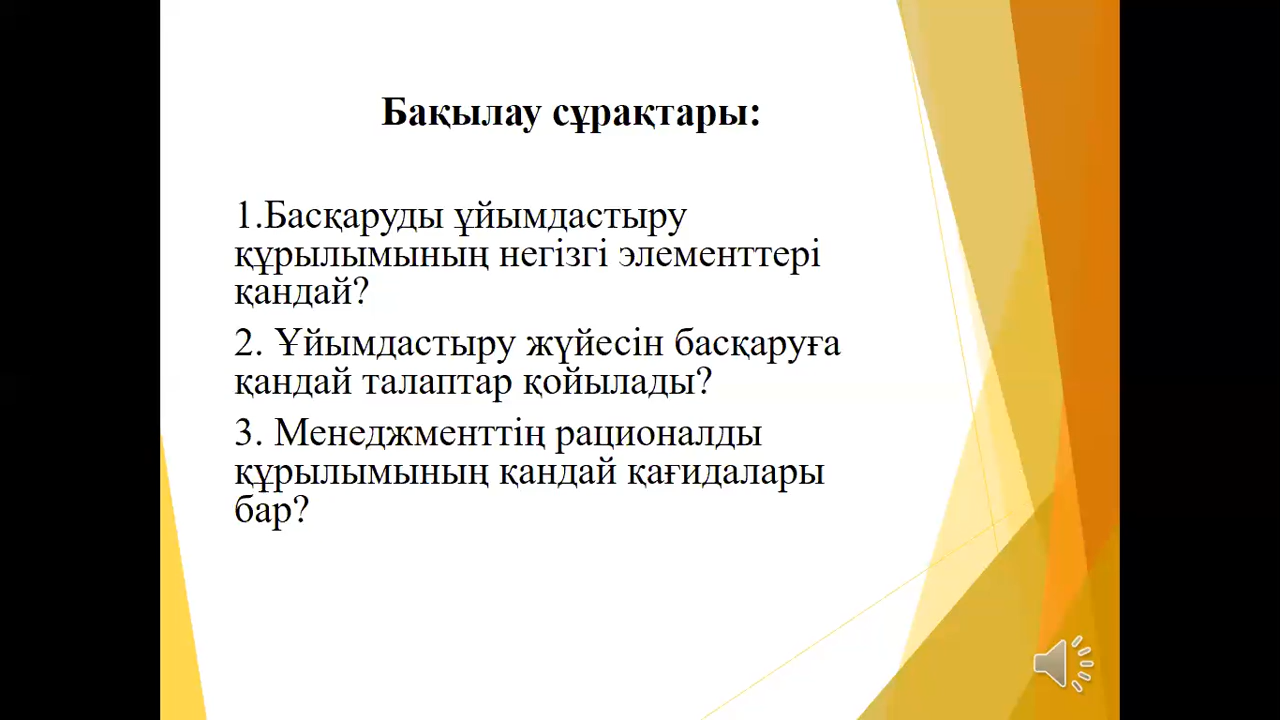 Бақылау сұрақтары:
1.Басқаруды ұйымдастыру
құрылымының негізгі элементтері
қандай?
2. Ұйымдастыру жүйесін басқаруға
қандай талаптар қойылады?
3. Менеджменттің рационалды
құрылымының қандай қағидалары
бар?